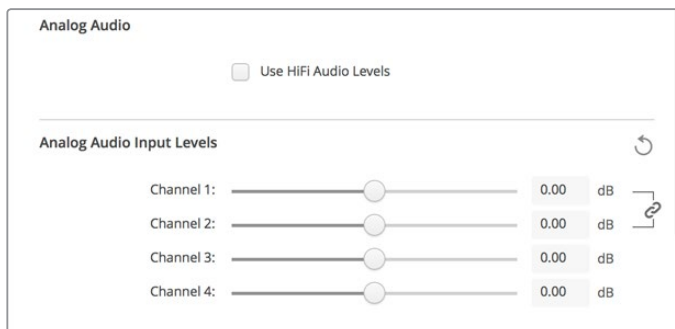 Analog Audio
Use HiFi Audio Levels
Analog Audio Input Levels
Channel 1: 0.00 dB
Channel 2: 0.00 dB
Channel 3: 0.00 dB
Channel 4: 0.00 dB